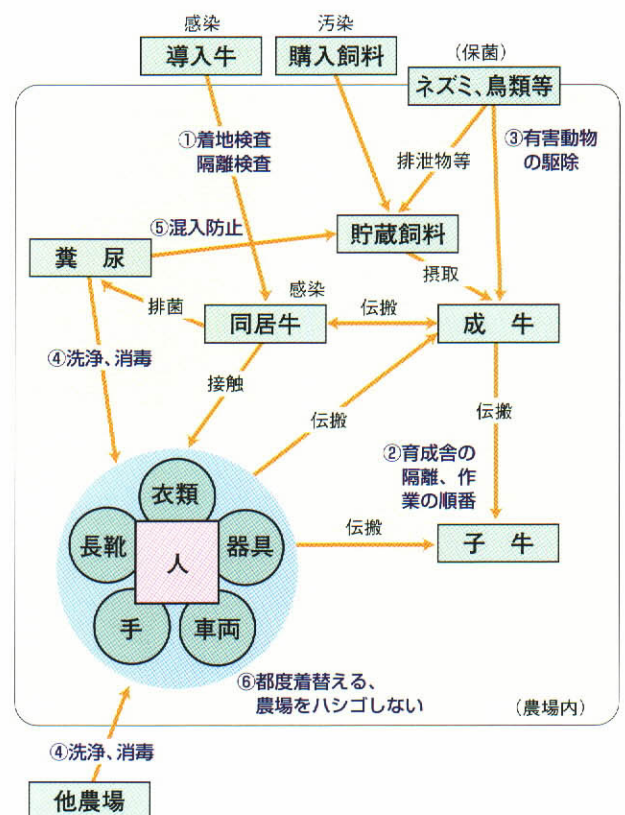 感染
汚染
(保菌)
導入牛
購入飼料
ネズミ、鳥類等
①着地検査
隔離検査
排泄物等
③有害動物
の駆除
⑤混入防止
貯蔵飼料
糞 尿
摂取
感染
排菌
同居牛
伝搬
成 牛
④洗浄、消毒
接触
伝搬
伝搬
②育成舎の
隔離、作
業の順番
衣類
長靴
人
器具
伝搬
子 牛
手
車両
⑥都度着替える、
農場をハシゴしない
(農場内)
④洗浄、消毒
他農場